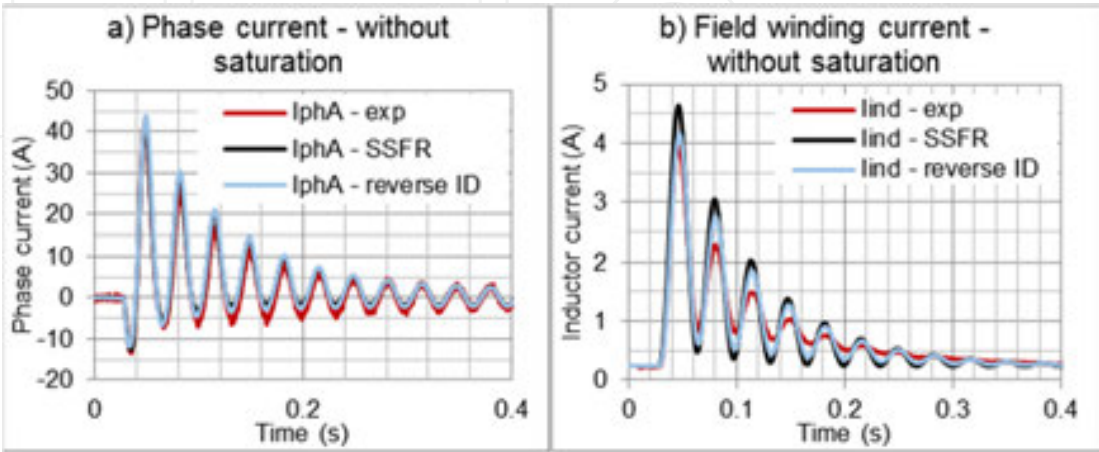 a) Phase current - without
saturation
50
40
30
20
10
0
-10
-20
Phase current (A)
IphA - exp
IphA - SSFR
IphA - reverse ID
0
0.2
0.4
Time (s)
b) Field winding current -
without saturation
5
4
3
2
1
0
Inductor current (A)
Iind - exp
Iind - SSFR
Iind - reverse ID
0
0.1
0.2
0.3
0.4
Time (s)